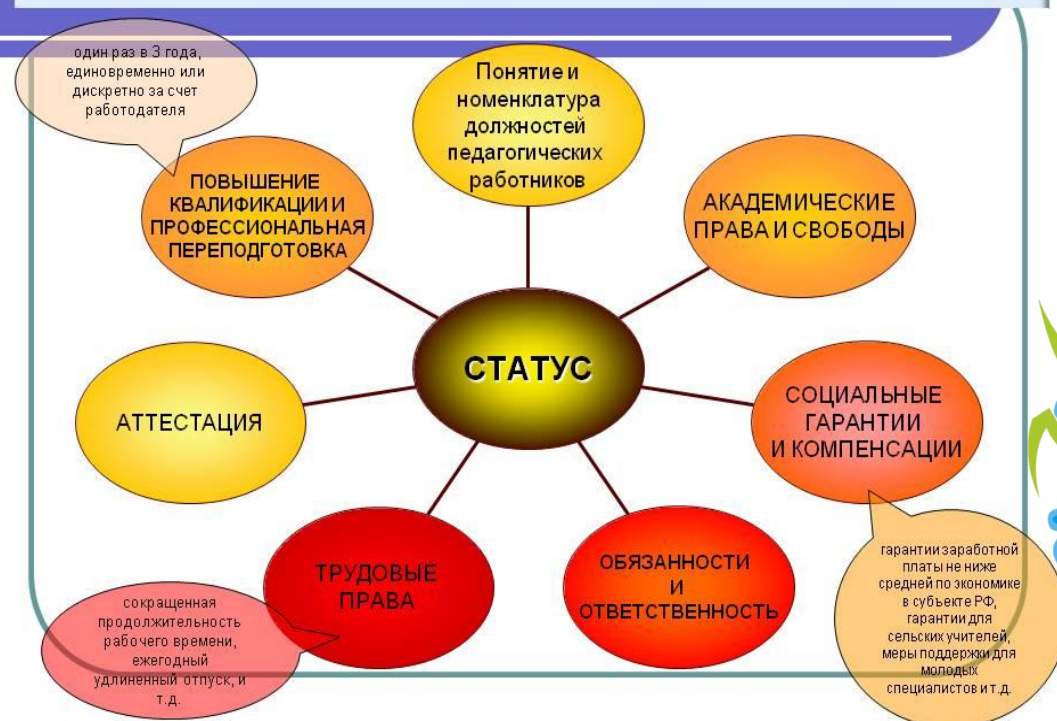 один раз в 3 года,
единовременно или
дискретно за счет
работодателя
Понятие и
номенклатура
должностей
педагогических
работников
ПОВЫШЕНИЕ
КВАЛИФИКАЦИИ И
ПРОФЕССИОНАЛЬНАЯ
ПЕРЕПОДГОТОВКА
АКАДЕМИЧЕСКИЕ
ПРАВА И СВОБОДЫ
СТАТУС
АТТЕСТАЦИЯ
СОЦИАЛЬНЫЕ
ГАРАНТИИ
И КОМПЕНСАЦИИ
ТРУДОВЫЕ
ПРАВА
ОБЯЗАННОСТИ
И
ОТВЕТСТВЕННОСТЬ
сокращенная
продолжительность
рабочего времени,
ежегодный
удлиненный отпуск, и
т.д.
гарантии заработной
платы не ниже
средней по экономике
в субъекте РФ,
гарантии для
сельских учителей,
меры поддержки для
молодых
специалистов и т.д.